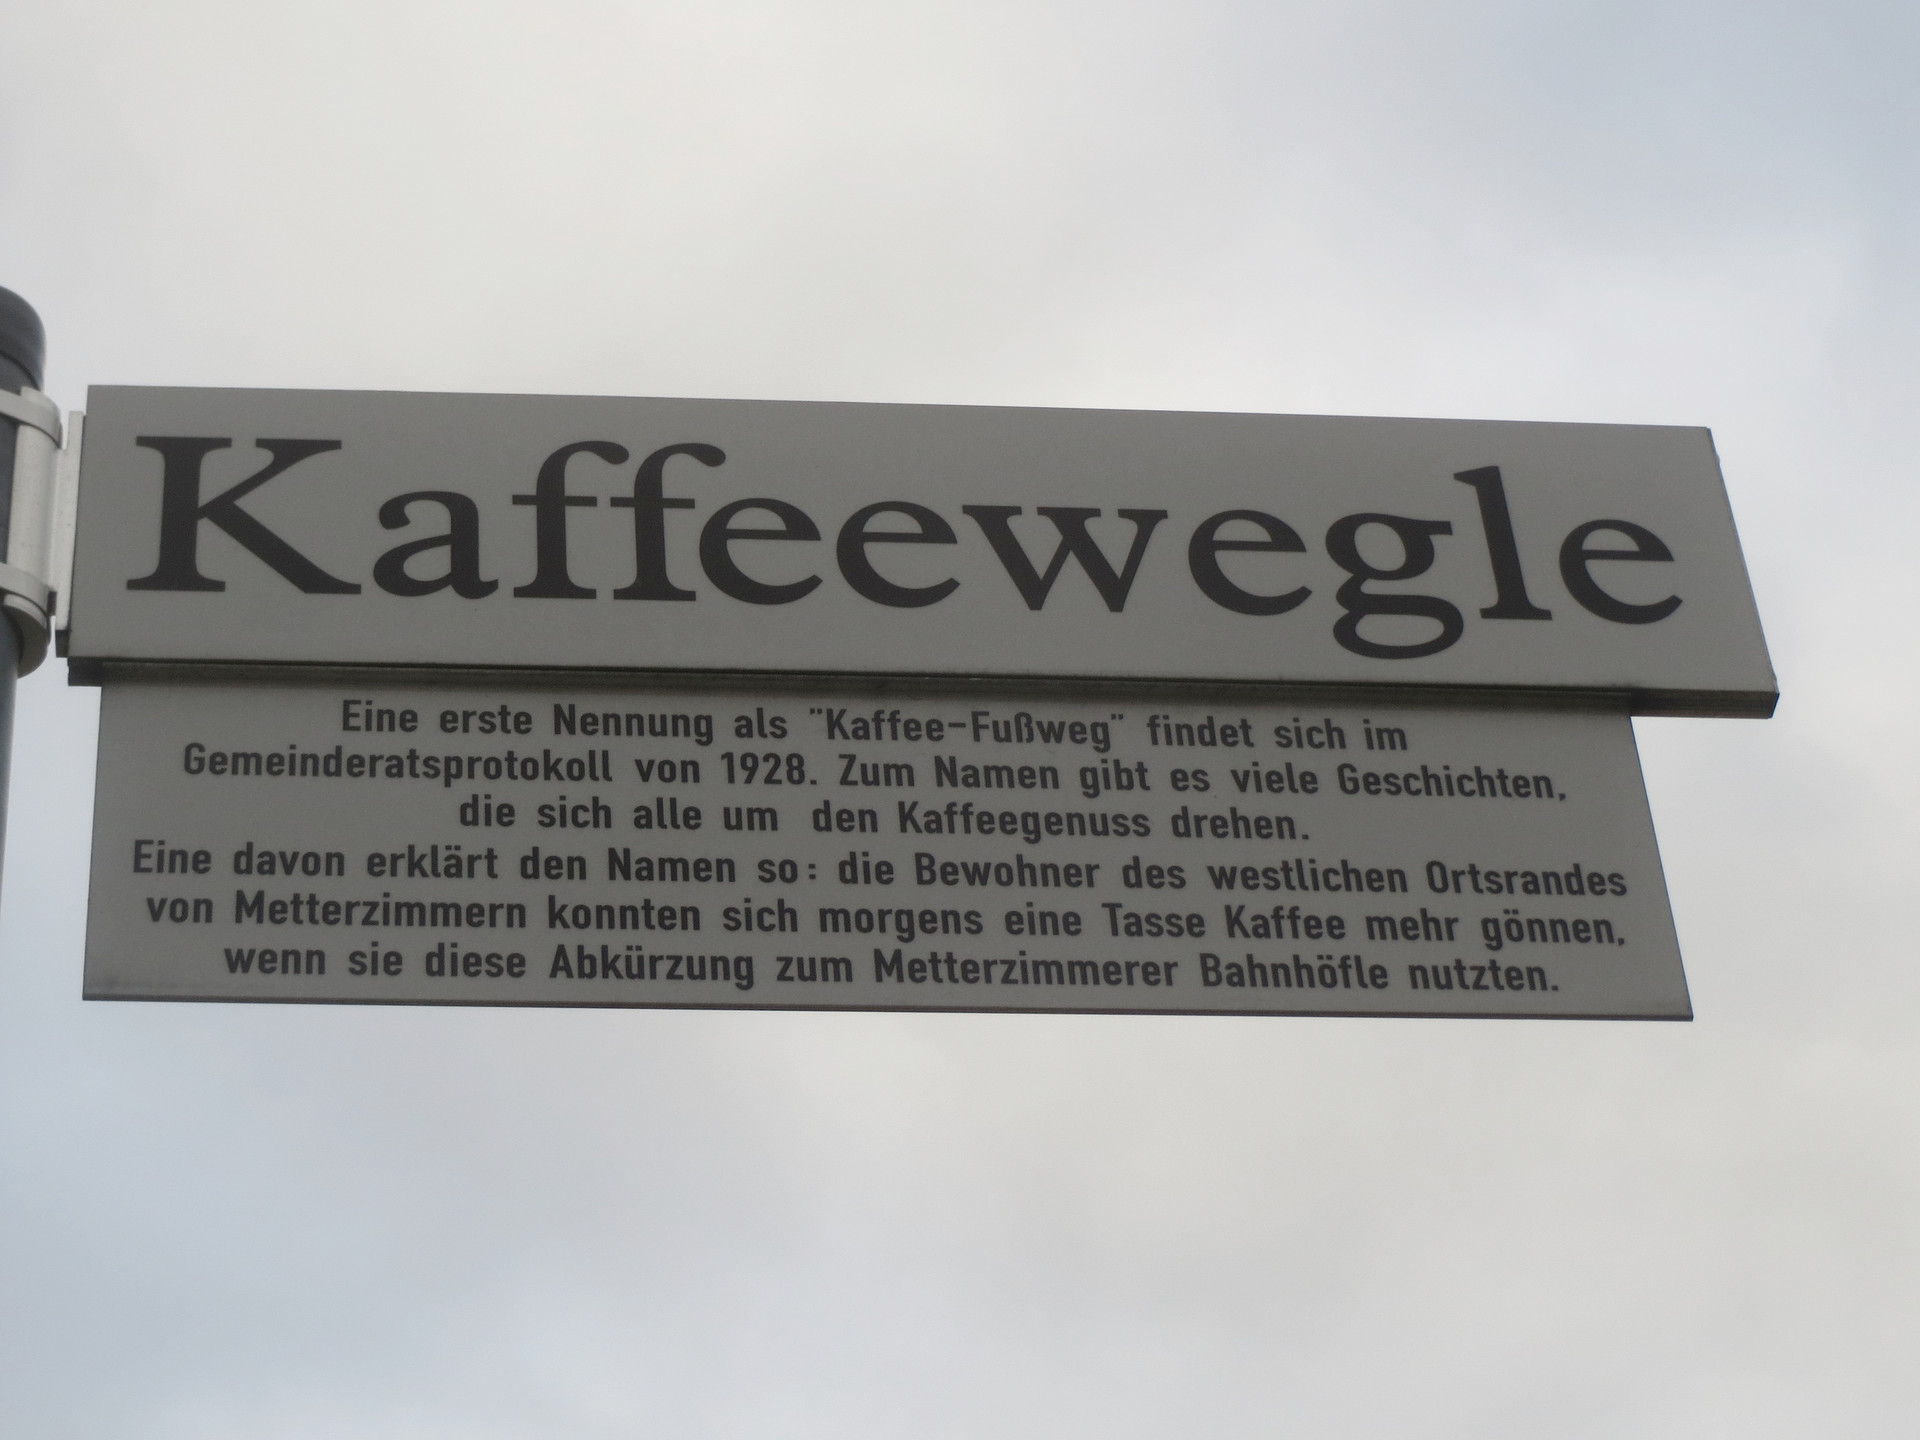 Kaffeewegle
Eine erste Nennung als "Kaffee-Fußweg" findet sich im
Gemeinderatsprotokoll von 1928. Zum Namen gibt es viele Geschichten,
die sich alle um den Kaffeegenuss drehen.
Eine davon erklärt den Namen so: die Bewohner des westlichen Ortsrandes
von Metterzimmern konnten sich morgens eine Tasse Kaffee mehr gönnen,
wenn sie diese Abkürzung zum Metterzimmerer Bahnhöfle nutzten.